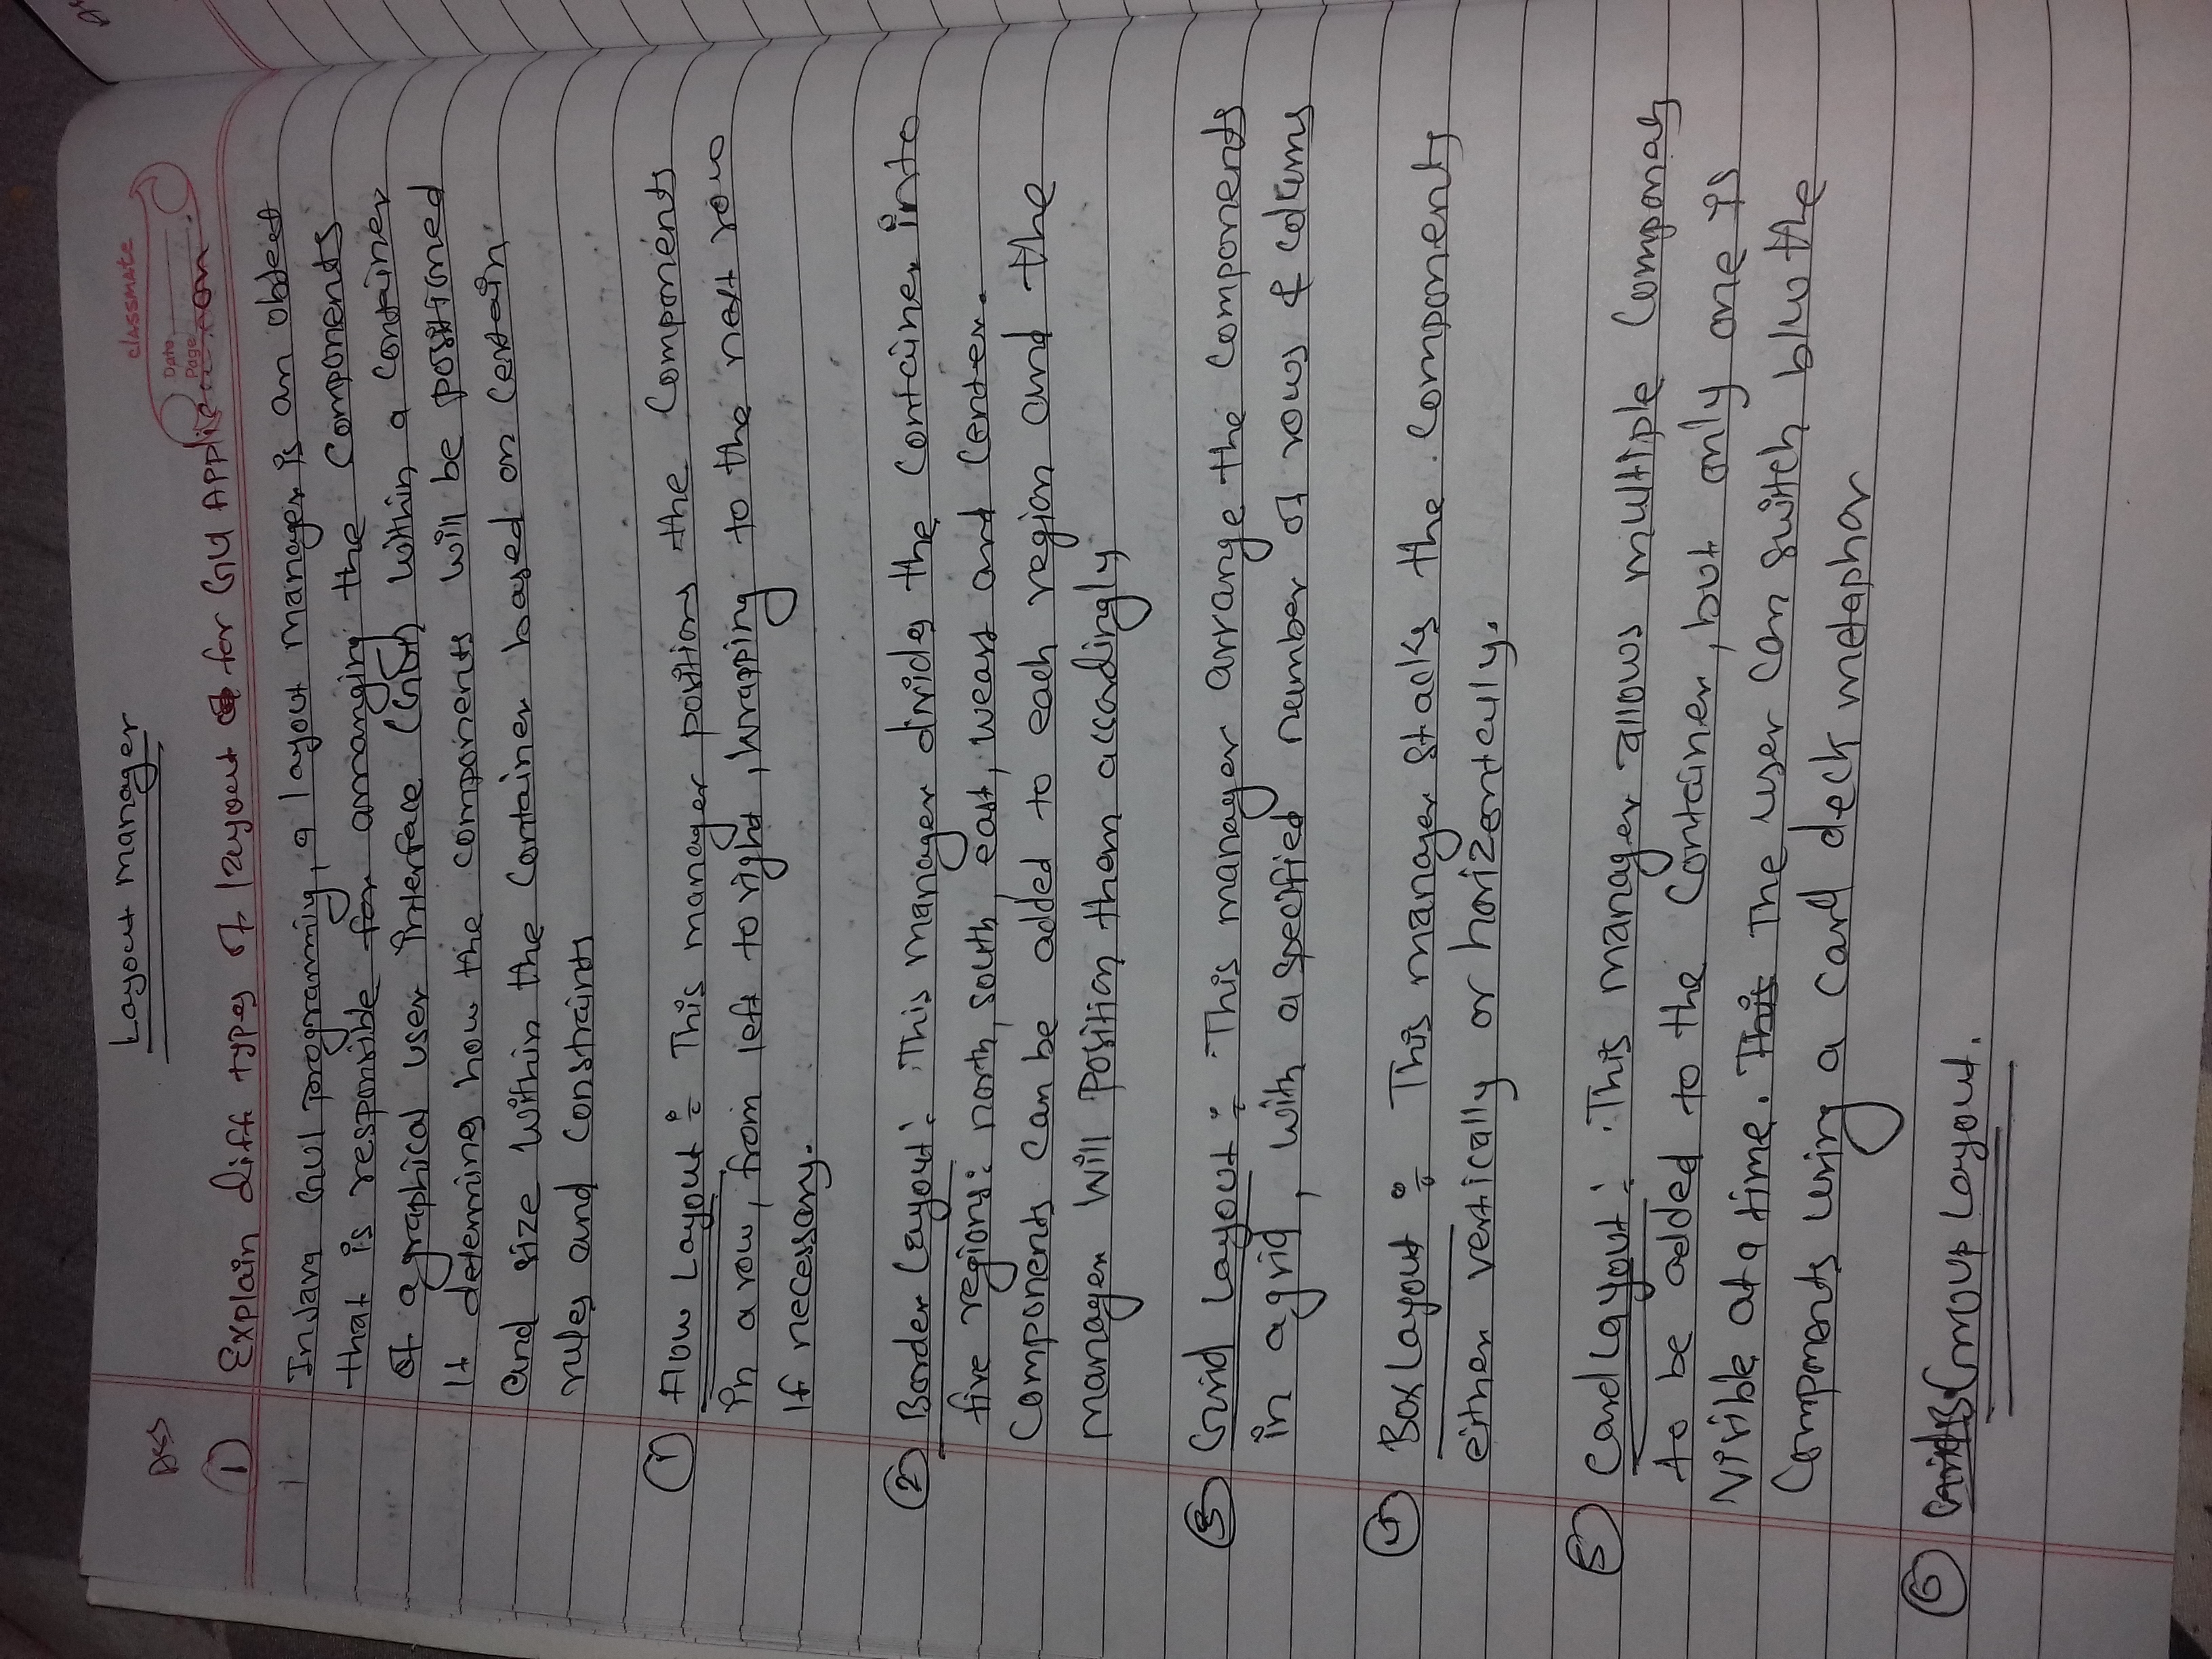 Layout manager
classmate
Date
Page
Ass
① Explain diff types of layout for GUI Application
In Java GUI programmig, a layout manager is an object
that is responsible for arranging the components
of a graphical user interface (GUI) within a container
It determing how the components will be positioned
and size within the container based on certain
rules and constraints
① Flow Layout : This manager positions the components
in a row, from left to right, wrapping to the next row
If necessary.
② Border Layout : This manager divides the container into
five regions: north, south, east, weast and center.
Components can be added to each region and the
manager will position them accordingly
③ Grid Layout : This manager arrange the components
in a grid, with a specified number of rows & colums
④ Box Layout : This manager stacks the components
either vertically or horizontally.
⑤ Card Layout : This manager allows multiple components
to be added to the container, but only one is
visible at a time. This The user can switch b/w the
Components using a card deck metaphor
⑥ Group Layout.